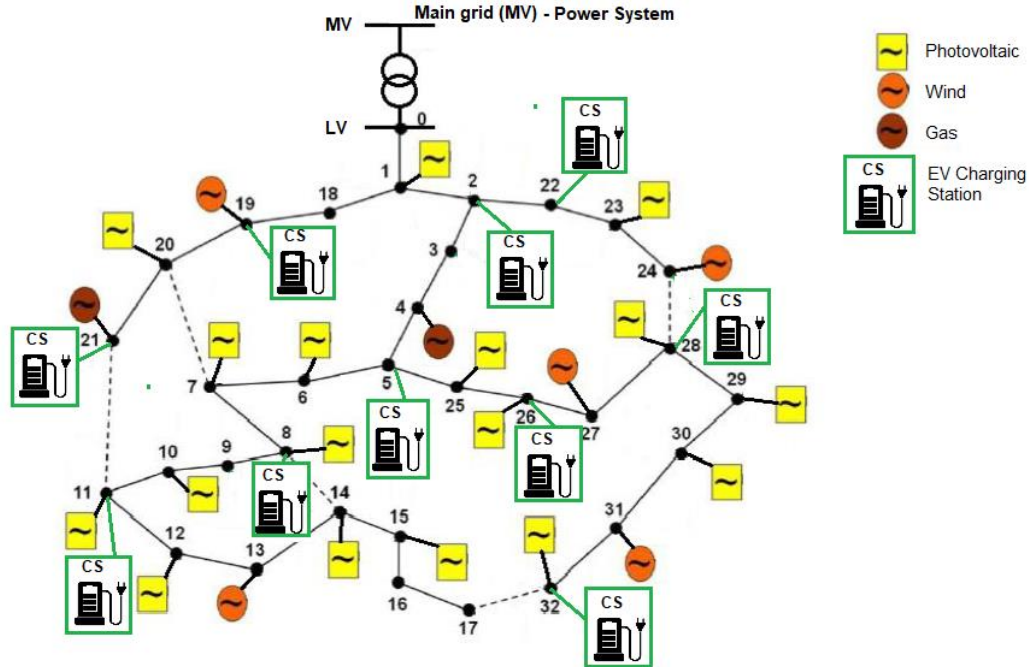 Main grid (MV) - Power System
MV
LV
0
1
2
22
CS
23
24
19
18
CS
20
3
CS
4
21
CS
7
6
5
25
26
27
28
CS
29
30
CS
CS
8
9
10
11
CS
14
15
12
13
CS
16
17
31
32
CS
Photovoltaic
Wind
Gas
CS
EV Charging
Station